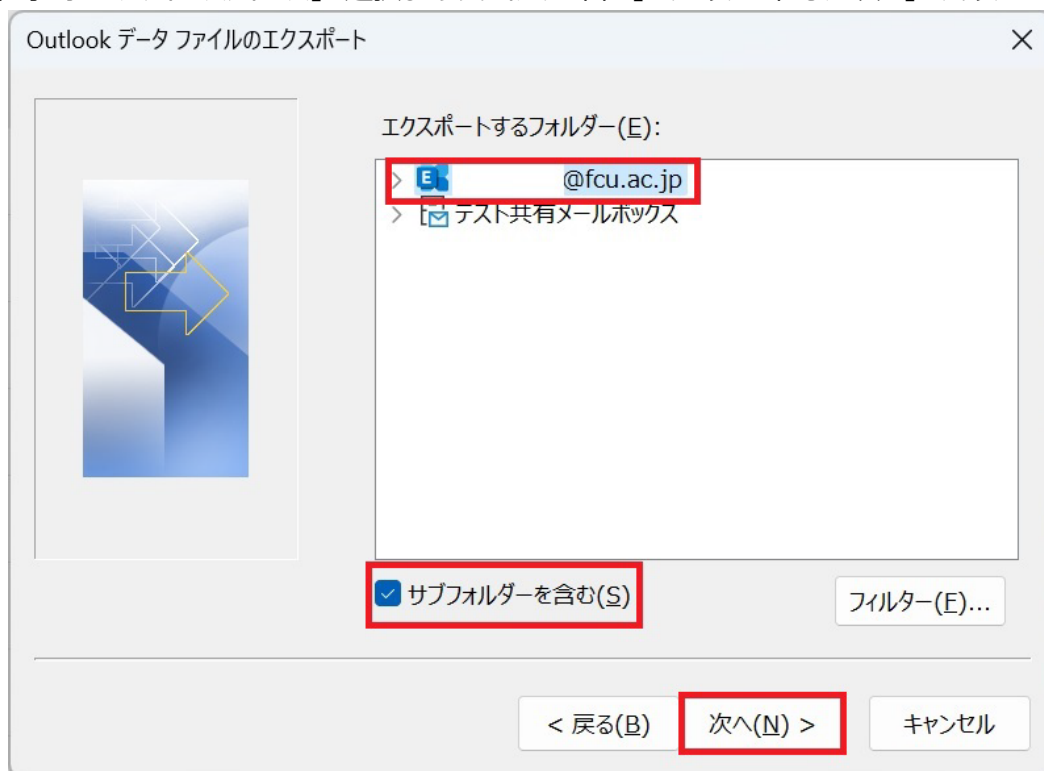 Outlook データ ファイルのエクスポート
エクスポートするフォルダー(E):
@fcu.ac.jp
テスト共有メールボックス
サブフォルダーを含む(S)
フィルター(F)...
< 戻る(B)
次へ(N) >
キャンセル